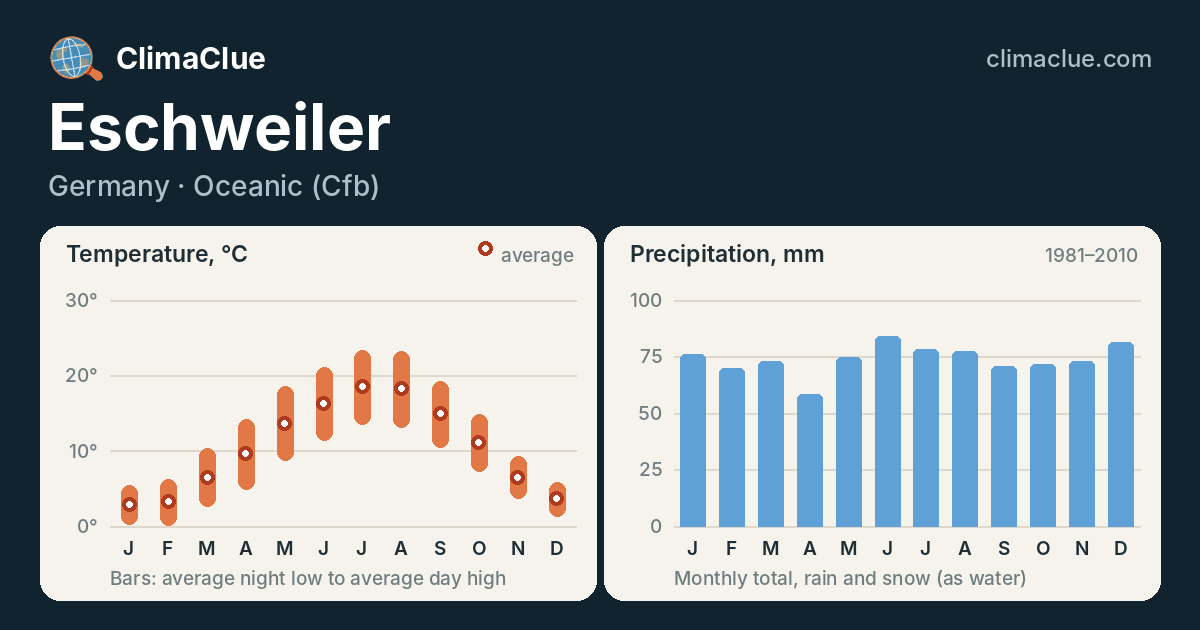 ClimaClue
climaclue.com
Eschweiler
Germany · Oceanic (Cfb)
Temperature, °C
average
30°
20°
10°
0°
J F M A M J J A S O N D
Bars: average night low to average day high
Precipitation, mm
1981–2010
100
75
50
25
0
J F M A M J J A S O N D
Monthly total, rain and snow (as water)